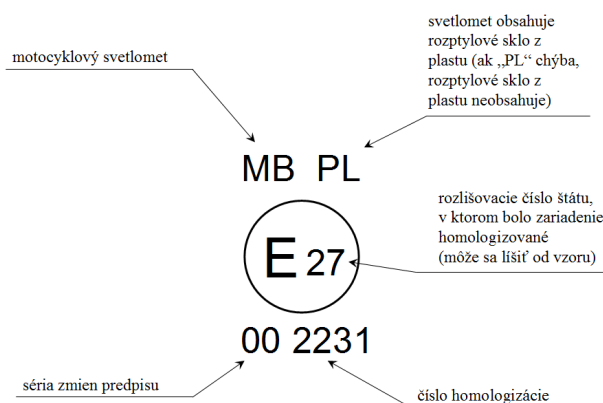 svetlomet obsahuje
rozptylové sklo z
plastu (ak „PL“ chýba,
rozptylové sklo z
plastu neobsahuje)
motocyklový svetlomet
MB PL
rozlišovacie číslo štátu,
v ktorom bolo zariadenie
homologizované
(môže sa líšiť od vzoru)
E 27
00 2231
séria zmien predpisu
číslo homologizácie